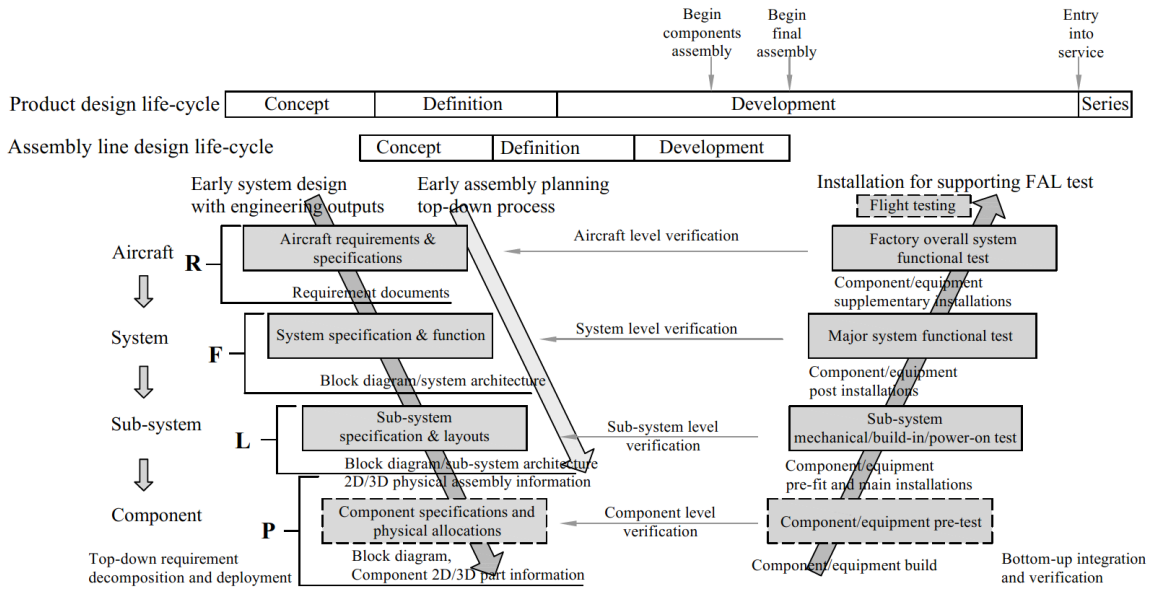 Begin
components
assembly
Begin
final
assembly
Entry
into
service
Product design life-cycle
Concept
Definition
Development
Series
Assembly line design life-cycle
Concept
Definition
Development
Early system design
with engineering outputs
Early assembly planning
top-down process
Installation for supporting FAL test
Flight testing
Aircraft
R
Aircraft requirements &
specifications
Requirement documents
Aircraft level verification
Factory overall system
functional test
Component/equipment
supplementary installations
System
F
System specification & function
Block diagram/system architecture
System level verification
Major system functional test
Component/equipment
post installations
Sub-system
L
Sub-system
specification & layouts
Block diagram/sub-system architecture
2D/3D physical assembly information
Sub-system level
verification
Sub-system
mechanical/build-in/power-on test
Component/equipment
pre-fit and main installations
Component
P
Component specifications and
physical allocations
Block diagram,
Component 2D/3D part information
Component level
verification
Component/equipment pre-test
Component/equipment build
Top-down requirement
decomposition and deployment
Bottom-up integration
and verification